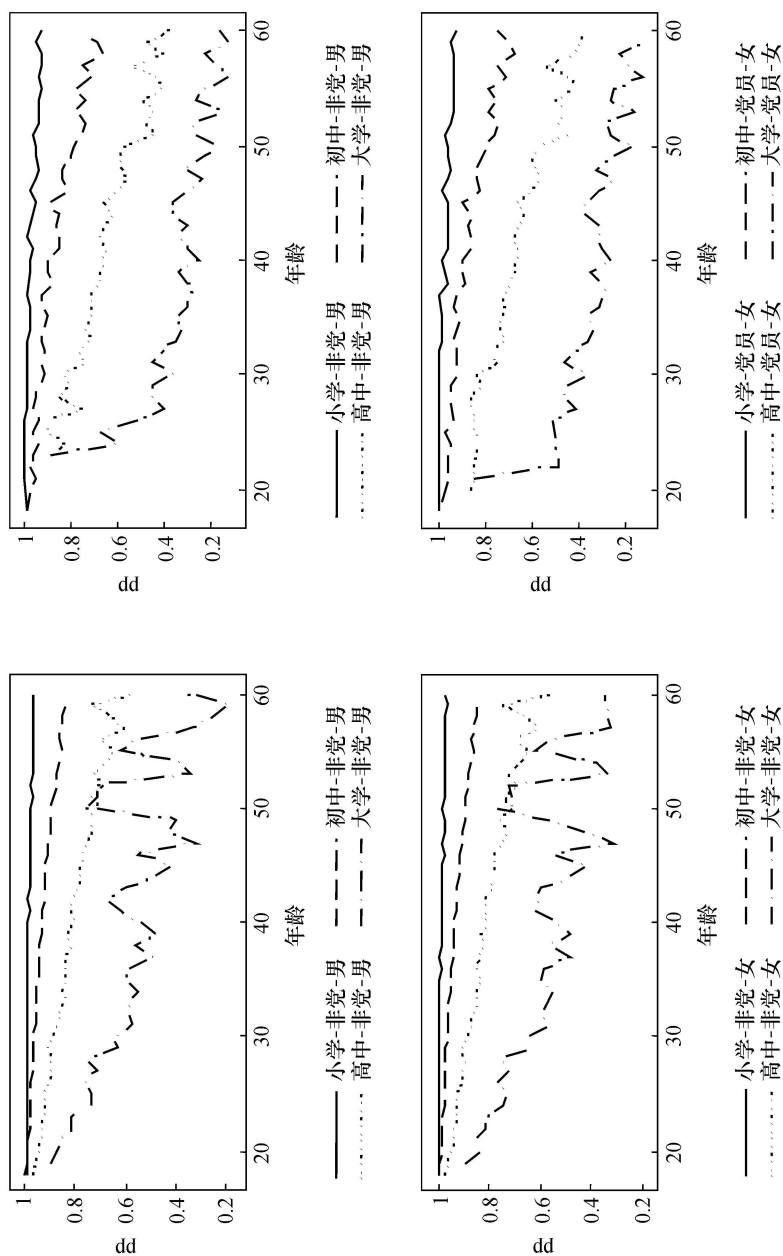 1
0.8
0.6
0.4
0.2
pp
20
30
40
50
60
年龄
小学-非党-男 初中-非党-男
高中-非党-男 大学-非党-男
1
0.8
0.6
0.4
0.2
pp
20
30
40
50
60
年龄
小学-非党-男 初中-非党-男
高中-非党-男 大学-非党-男
1
0.8
0.6
0.4
0.2
pp
20
30
40
50
60
年龄
小学-非党-女 初中-非党-女
高中-非党-女 大学-非党-女
1
0.8
0.6
0.4
0.2
pp
20
30
40
50
60
年龄
小学-党员-女 初中-党员-女
高中-党员-女 大学-党员-女